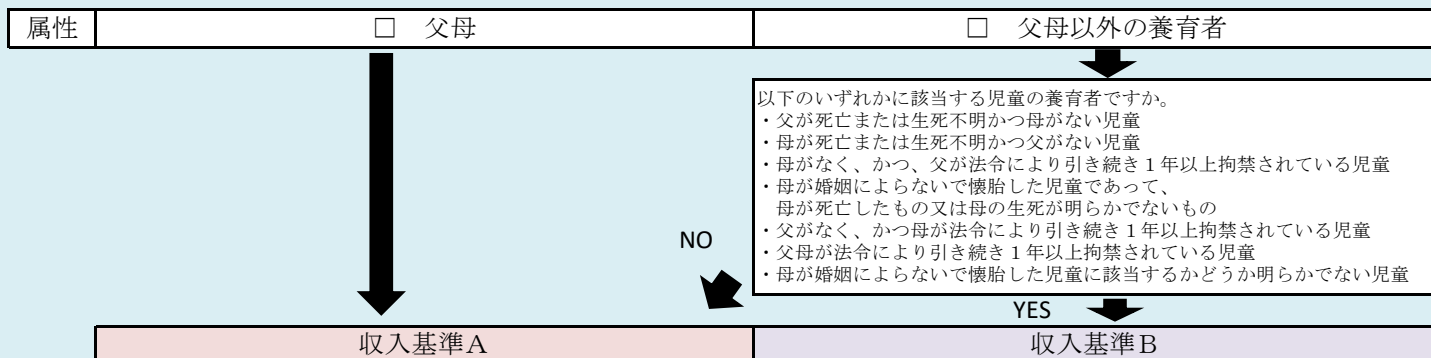 属性
□ 父母
□ 父母以外の養育者
以下のいずれかに該当する児童の養育者ですか。
・父が死亡または生死不明かつ母がない児童
・母が死亡または生死不明かつ父がない児童
・母がなく、かつ、父が法令により引き続き１年以上拘禁されている児童
・母が婚姻によらないで懐胎した児童であって、
母が死亡したもの又は母の生死が明らかでないもの
・父がなく、かつ母が法令により引き続き１年以上拘禁されている児童
・父母が法令により引き続き１年以上拘禁されている児童
・母が婚姻によらないで懐胎した児童に該当するかどうか明らかでない児童
NO
YES
収入基準Ａ
収入基準Ｂ